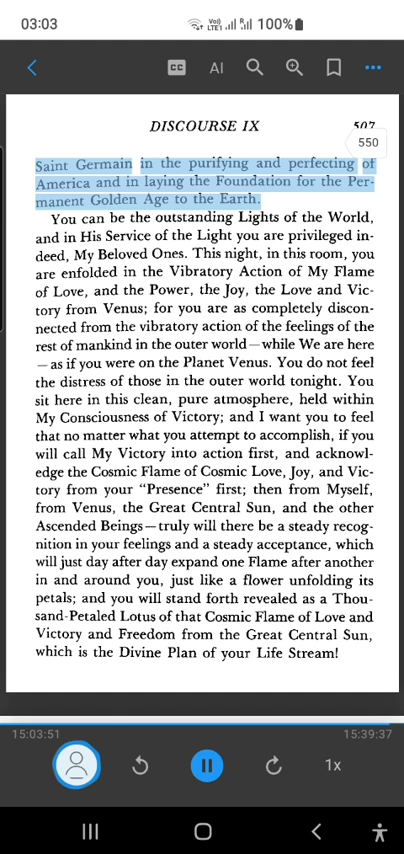 03:03
Vo)) LTE1 R 100%
CC AI
DISCOURSE IX 507
550
Saint Germain in the purifying and perfecting of
America and in laying the Foundation for the Per-
manent Golden Age to the Earth.
You can be the outstanding Lights of the World,
and in His Service of the Light you are privileged in-
deed, My Beloved Ones. This night, in this room, you
are enfolded in the Vibratory Action of My Flame
of Love, and the Power, the Joy, the Love and Vic-
tory from Venus; for you are as completely discon-
nected from the vibratory action of the feelings of the
rest of mankind in the outer world—while We are here
—as if you were on the Planet Venus. You do not feel
the distress of those in the outer world tonight. You
sit here in this clean, pure atmosphere, held within
My Consciousness of Victory; and I want you to feel
that no matter what you attempt to accomplish, if you
will call My Victory into action first, and acknowl-
edge the Cosmic Flame of Cosmic Love, Joy, and Vic-
tory from your “Presence” first; then from Myself,
from Venus, the Great Central Sun, and the other
Ascended Beings—truly will there be a steady recog-
nition in your feelings and a steady acceptance, which
will just day after day expand one Flame after another
in and around you, just like a flower unfolding its
petals; and you will stand forth revealed as a Thou-
sand-Petaled Lotus of that Cosmic Flame of Love and
Victory and Freedom from the Great Central Sun,
which is the Divine Plan of your Life Stream!
15:03:51 15:39:37
1x